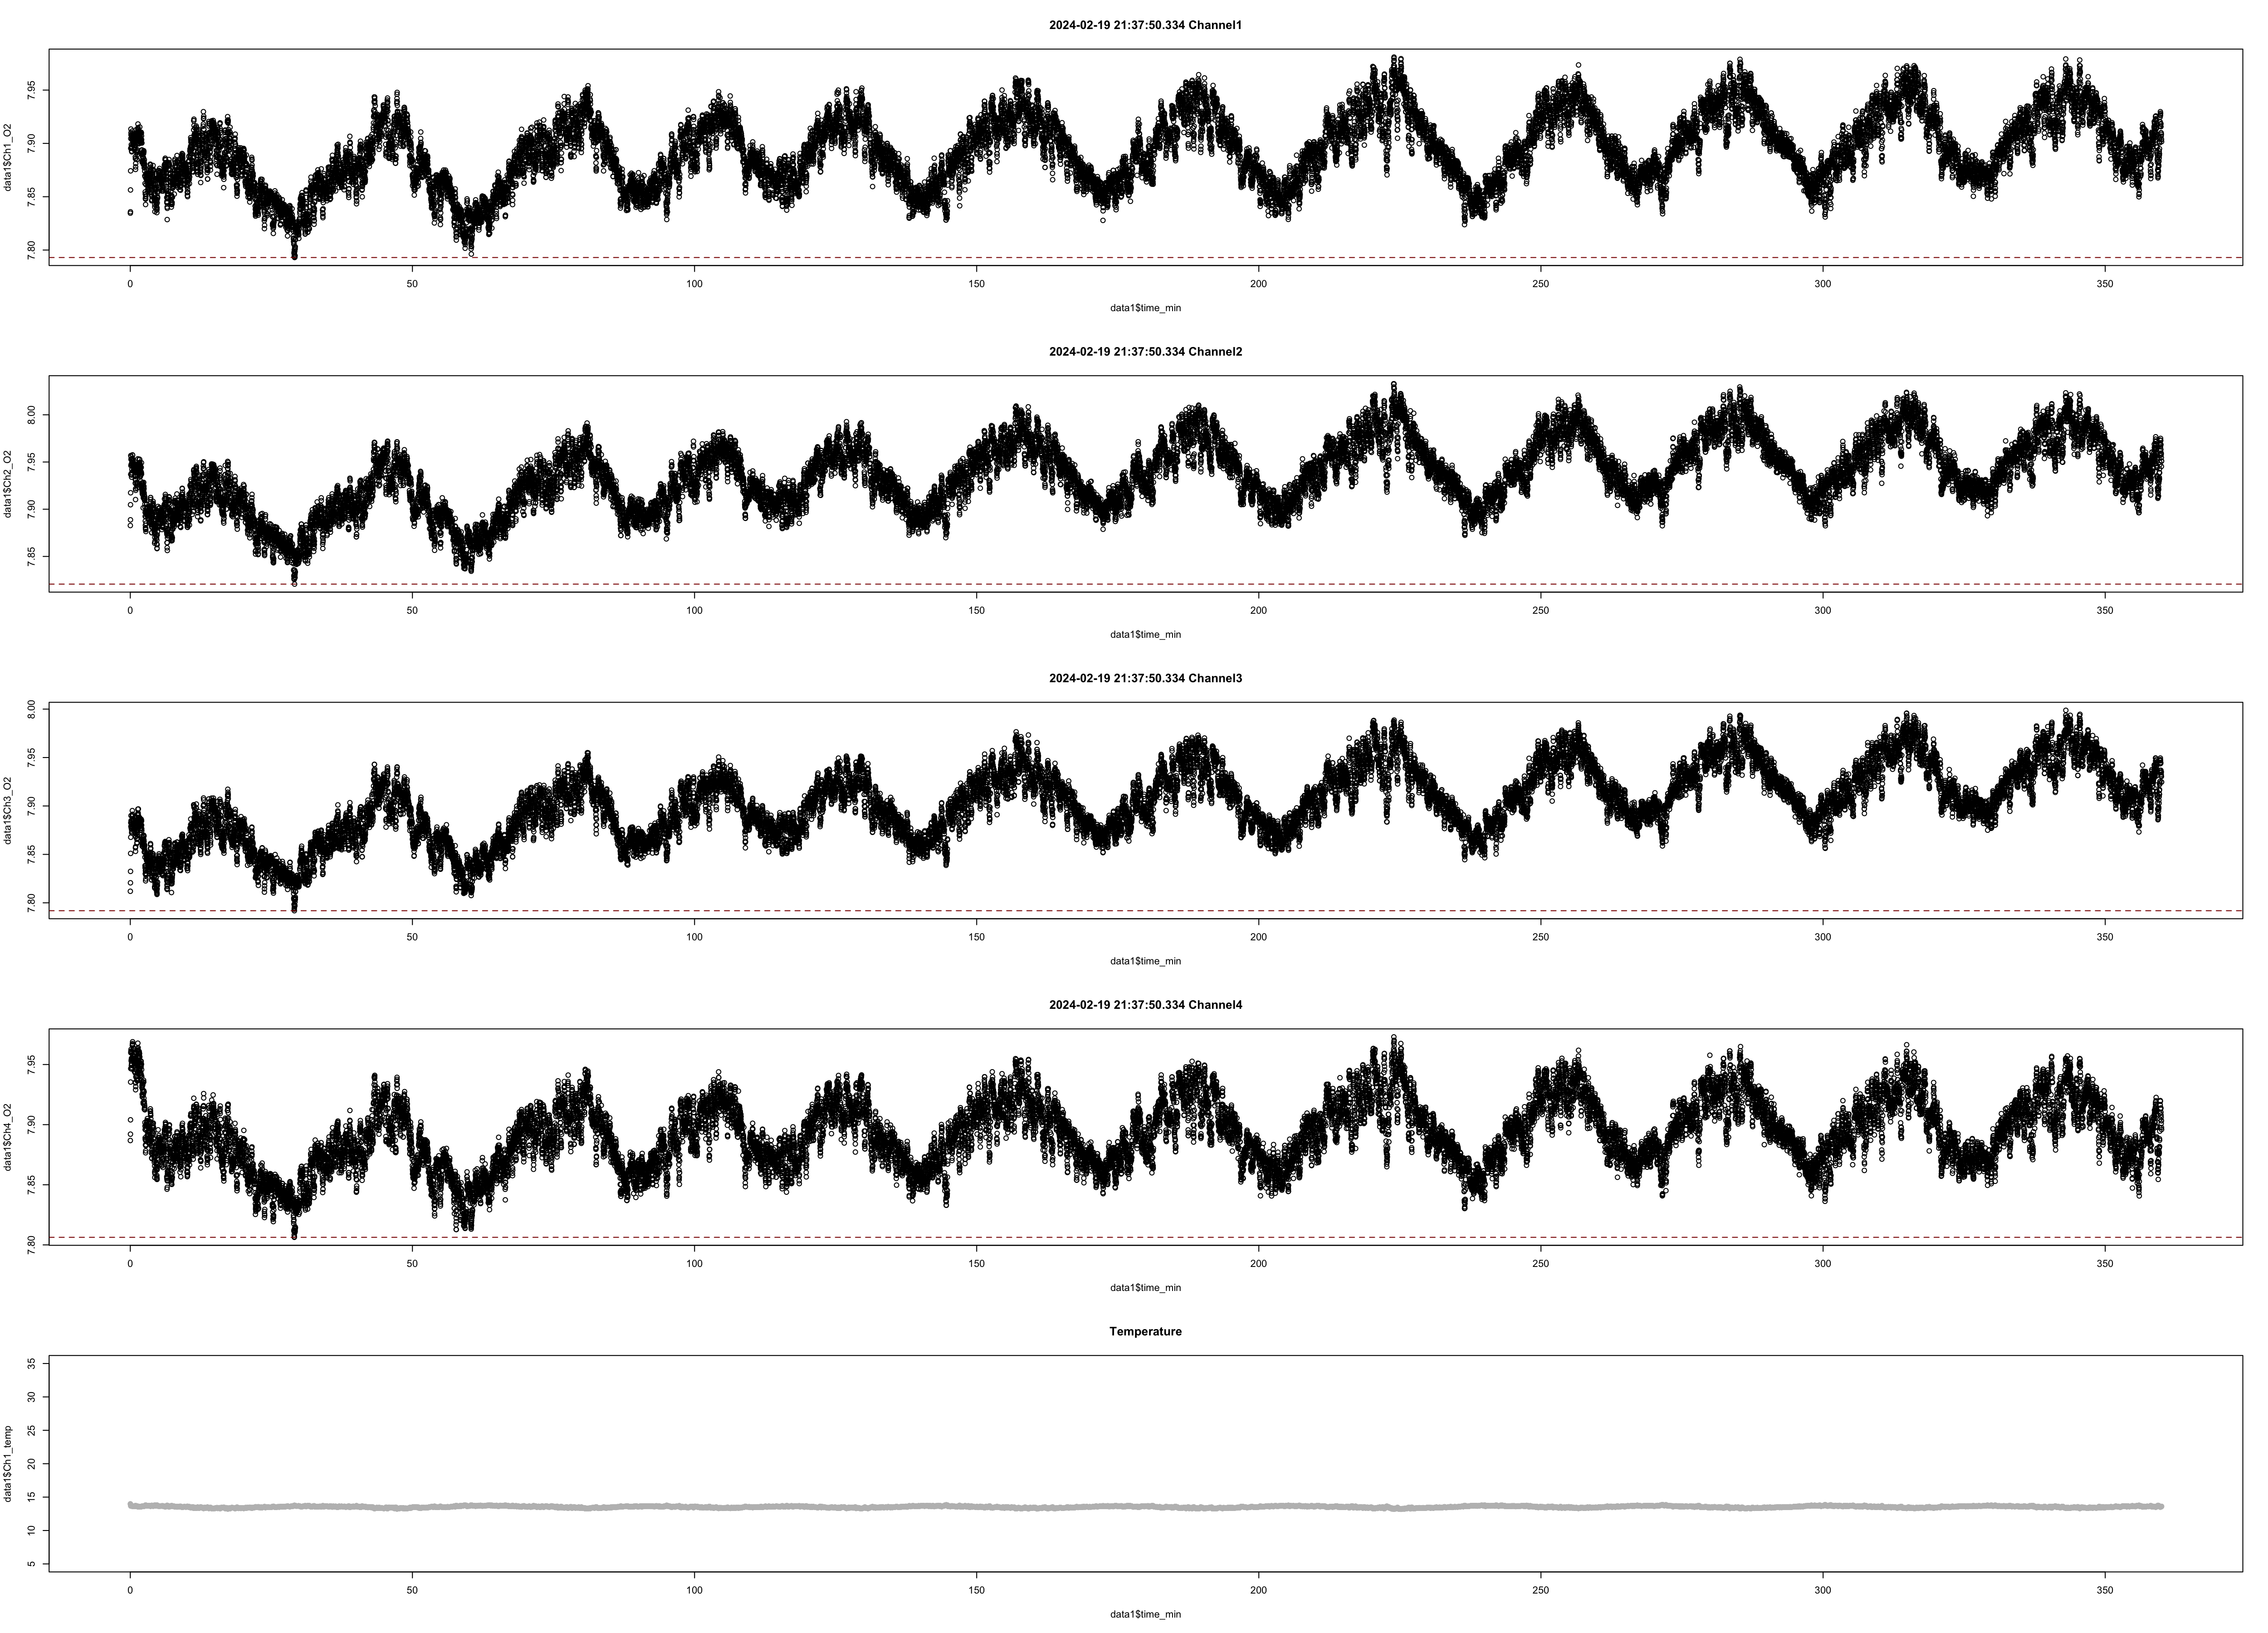 2024-02-19 21:37:50.334 Channel1
data1$Ch1_O2
7.80 7.85 7.90 7.95
0 50 100 150 200 250 300 350
data1$time_min
2024-02-19 21:37:50.334 Channel2
data1$Ch2_O2
7.85 7.90 7.95 8.00
0 50 100 150 200 250 300 350
data1$time_min
2024-02-19 21:37:50.334 Channel3
data1$Ch3_O2
7.80 7.85 7.90 7.95 8.00
0 50 100 150 200 250 300 350
data1$time_min
2024-02-19 21:37:50.334 Channel4
data1$Ch4_O2
7.80 7.85 7.90 7.95
0 50 100 150 200 250 300 350
data1$time_min
Temperature
data1$Ch1_temp
5 10 15 20 25 30 35
0 50 100 150 200 250 300 350
data1$time_min